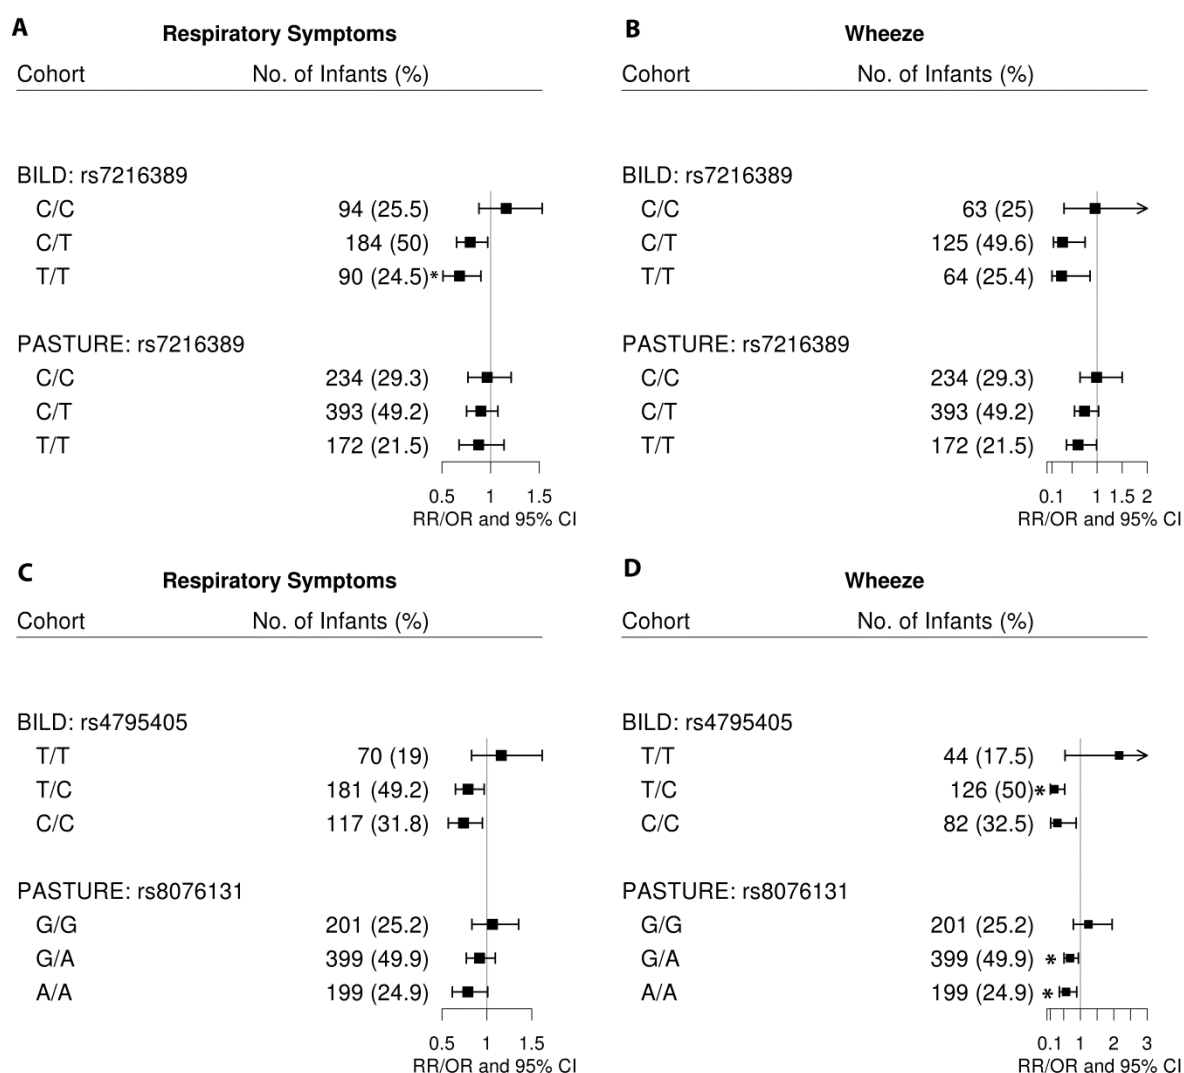 A
Respiratory Symptoms
Cohort No. of Infants (%)
BILD: rs7216389
C/C 94 (25.5)
C/T 184 (50)
T/T 90 (24.5)*
PASTURE: rs7216389
C/C 234 (29.3)
C/T 393 (49.2)
T/T 172 (21.5)
0.5 1 1.5
RR/OR and 95% CI
B
Wheeze
Cohort No. of Infants (%)
BILD: rs7216389
C/C 63 (25)
C/T 125 (49.6)
T/T 64 (25.4)
PASTURE: rs7216389
C/C 234 (29.3)
C/T 393 (49.2)
T/T 172 (21.5)
0.1 1 1.5 2
RR/OR and 95% CI
C
Respiratory Symptoms
Cohort No. of Infants (%)
BILD: rs4795405
T/T 70 (19)
T/C 181 (49.2)
C/C 117 (31.8)
PASTURE: rs8076131
G/G 201 (25.2)
G/A 399 (49.9)
A/A 199 (24.9)
0.5 1 1.5
RR/OR and 95% CI
D
Wheeze
Cohort No. of Infants (%)
BILD: rs4795405
T/T 44 (17.5)
T/C 126 (50)*
C/C 82 (32.5)
PASTURE: rs8076131
G/G 201 (25.2)
G/A 399 (49.9) *
A/A 199 (24.9) *
0.1 1 2 3
RR/OR and 95% CI